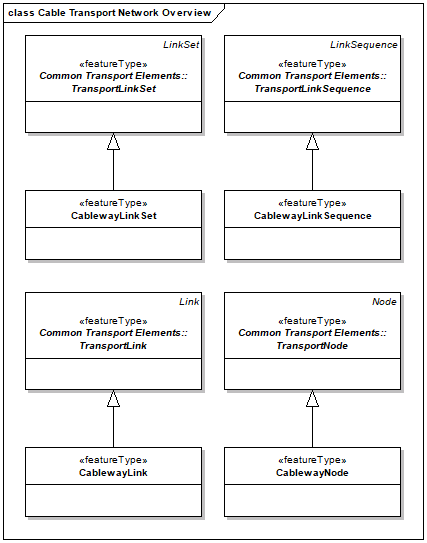 class Cable Transport Network Overview
LinkSet
«featureType»
Common Transport Elements::
TransportLinkSet
LinkSequence
«featureType»
Common Transport Elements::
TransportLinkSequence
«featureType»
CablewayLinkSet
«featureType»
CablewayLinkSequence
Link
«featureType»
Common Transport Elements::
TransportLink
Node
«featureType»
Common Transport Elements::
TransportNode
«featureType»
CablewayLink
«featureType»
CablewayNode